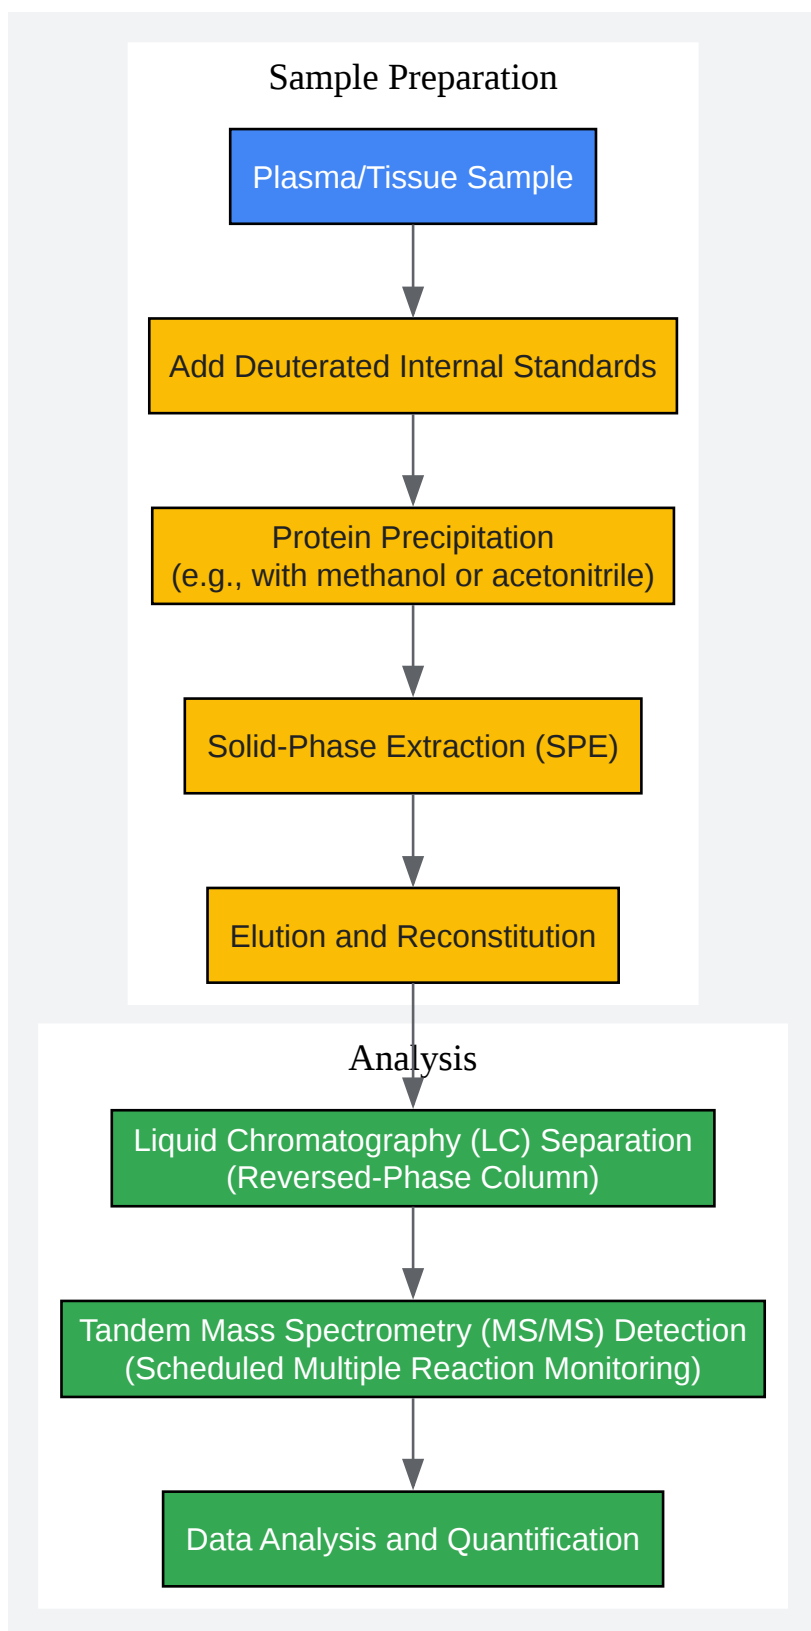 Sample Preparation
Plasma/Tissue Sample
Add Deuterated Internal Standards
Protein Precipitation
(e.g., with methanol or acetonitrile)
Solid-Phase Extraction (SPE)
Elution and Reconstitution
Analysis
Liquid Chromatography (LC) Separation
(Reversed-Phase Column)
Tandem Mass Spectrometry (MS/MS) Detection
(Scheduled Multiple Reaction Monitoring)
Data Analysis and Quantification